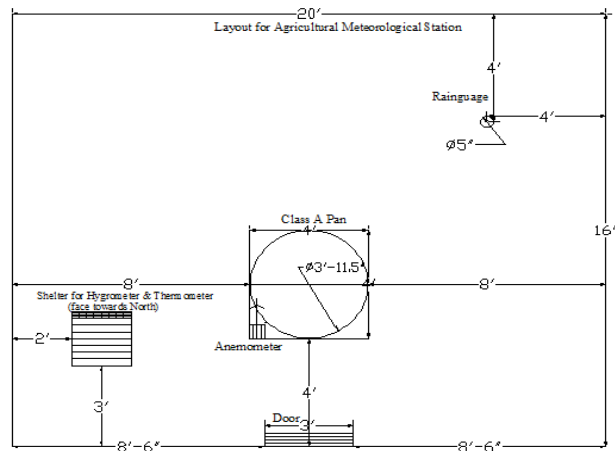 20'
Layout for Agricultural Meteorological Station
4'
Rainguage
4'
ø5"
16'
Class A Pan
4'
ø3'-11.5"
8'
8'
Shelter for Hygrometer & Thermometer
(face towards North)
2'
Anemometer
4'
3'
Door
3'
8'-6"
8'-6"